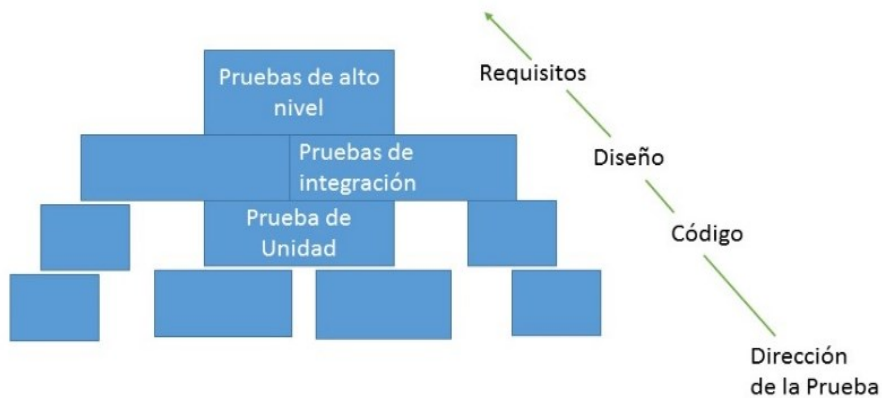 Pruebas de alto
nivel
Pruebas de
integración
Prueba de
Unidad
Requisitos
Diseño
Código
Dirección
de la Prueba